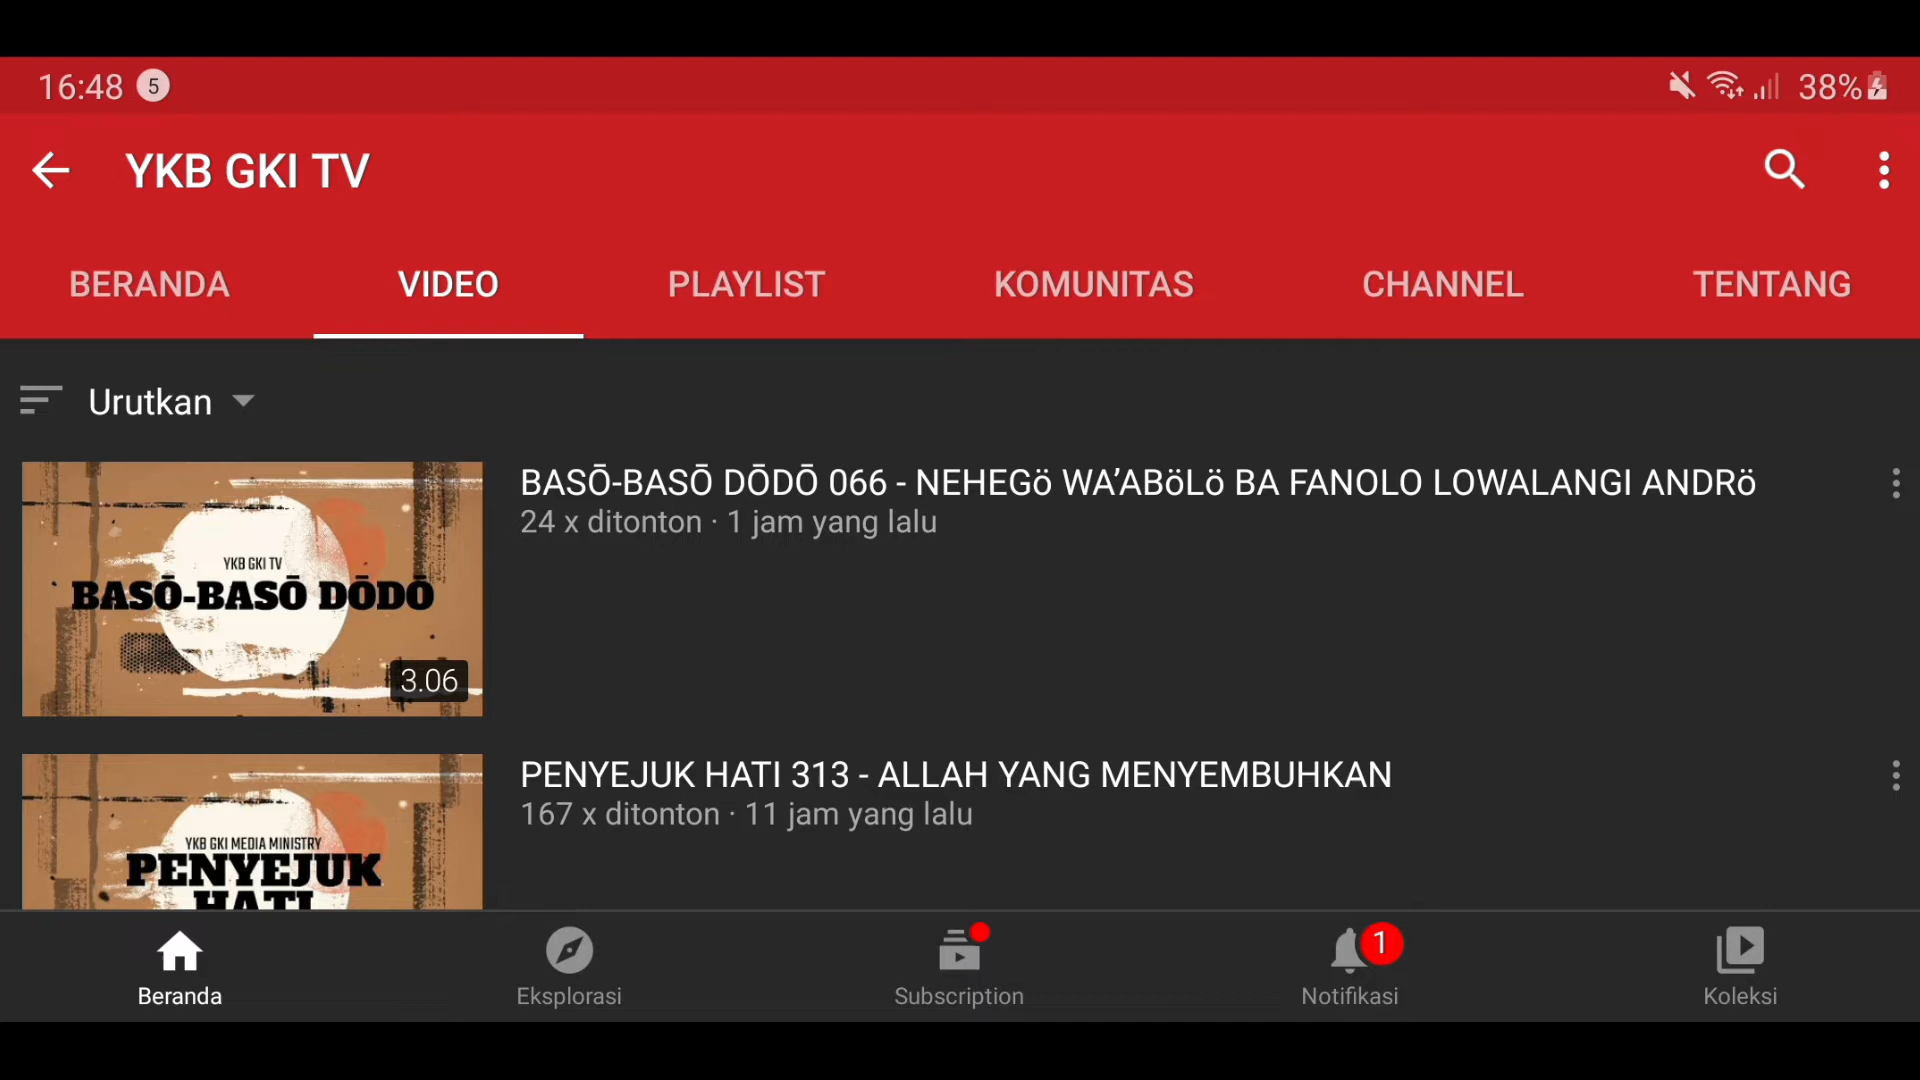 16:48 5 38%
YKB GKI TV
BERANDA VIDEO PLAYLIST KOMUNITAS CHANNEL TENTANG
Urutkan
BASŌ-BASŌ DŌDŌ 066 - NEHEGö WA’ABöLö BA FANOLO LOWALANGI ANDRö
24 x ditonton · 1 jam yang lalu
YKB GKI TV
BASŌ-BASŌ DŌDŌ
3.06
PENYEJUK HATI 313 - ALLAH YANG MENYEMBUHKAN
167 x ditonton · 11 jam yang lalu
YKB GKI MEDIA MINISTRY
PENYEJUK
HATI
1
Beranda Eksplorasi Subscription Notifikasi Koleksi